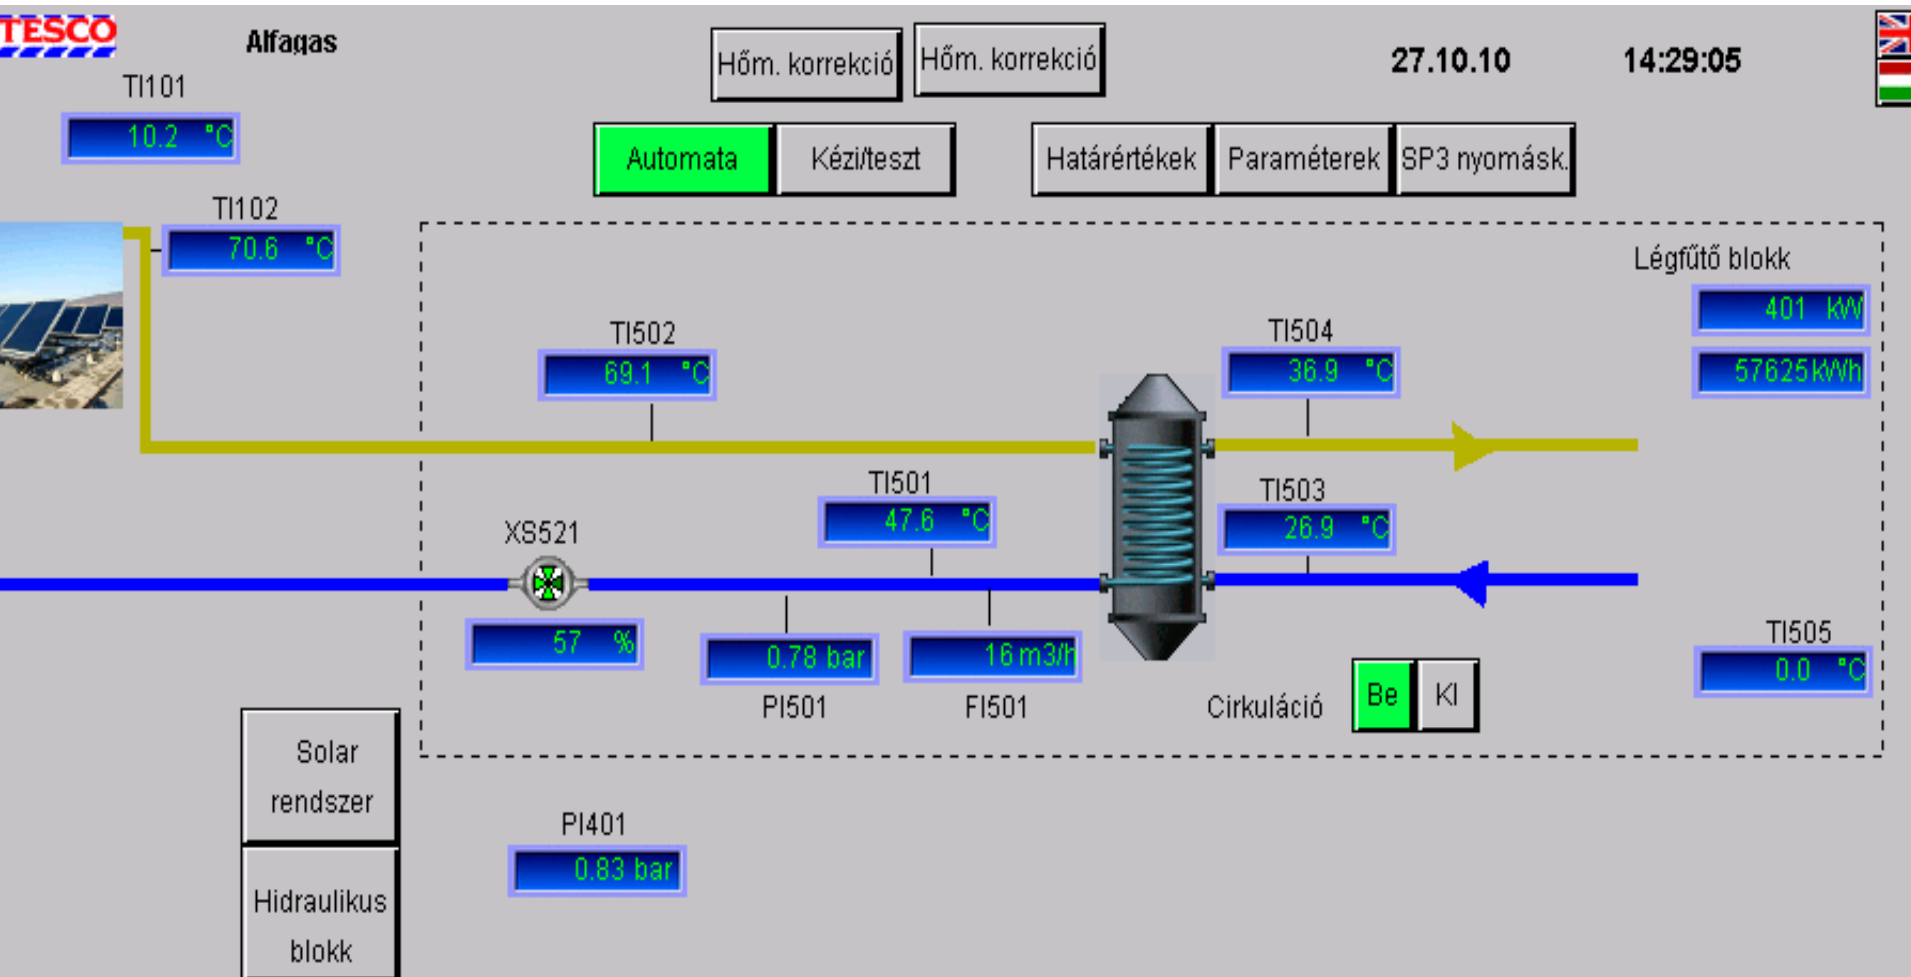 TESCO
Alfagas
Hőm. korrekció
Hőm. korrekció
27.10.10
14:29:05
TI101
10.2 °C
Automata
Kézi/teszt
Határértékek
Paraméterek
SP3 nyomásk.
TI102
70.6 °C
Légfűtő blokk
401 kW
57625 kWh
TI502
69.1 °C
TI504
36.9 °C
TI501
47.6 °C
TI503
26.9 °C
XS521
57 %
0.78 bar
PI501
16 m3/h
FI501
Cirkuláció
Be
KI
TI505
0.0 °C
Solar
rendszer
PI401
0.83 bar
Hidraulikus
blokk